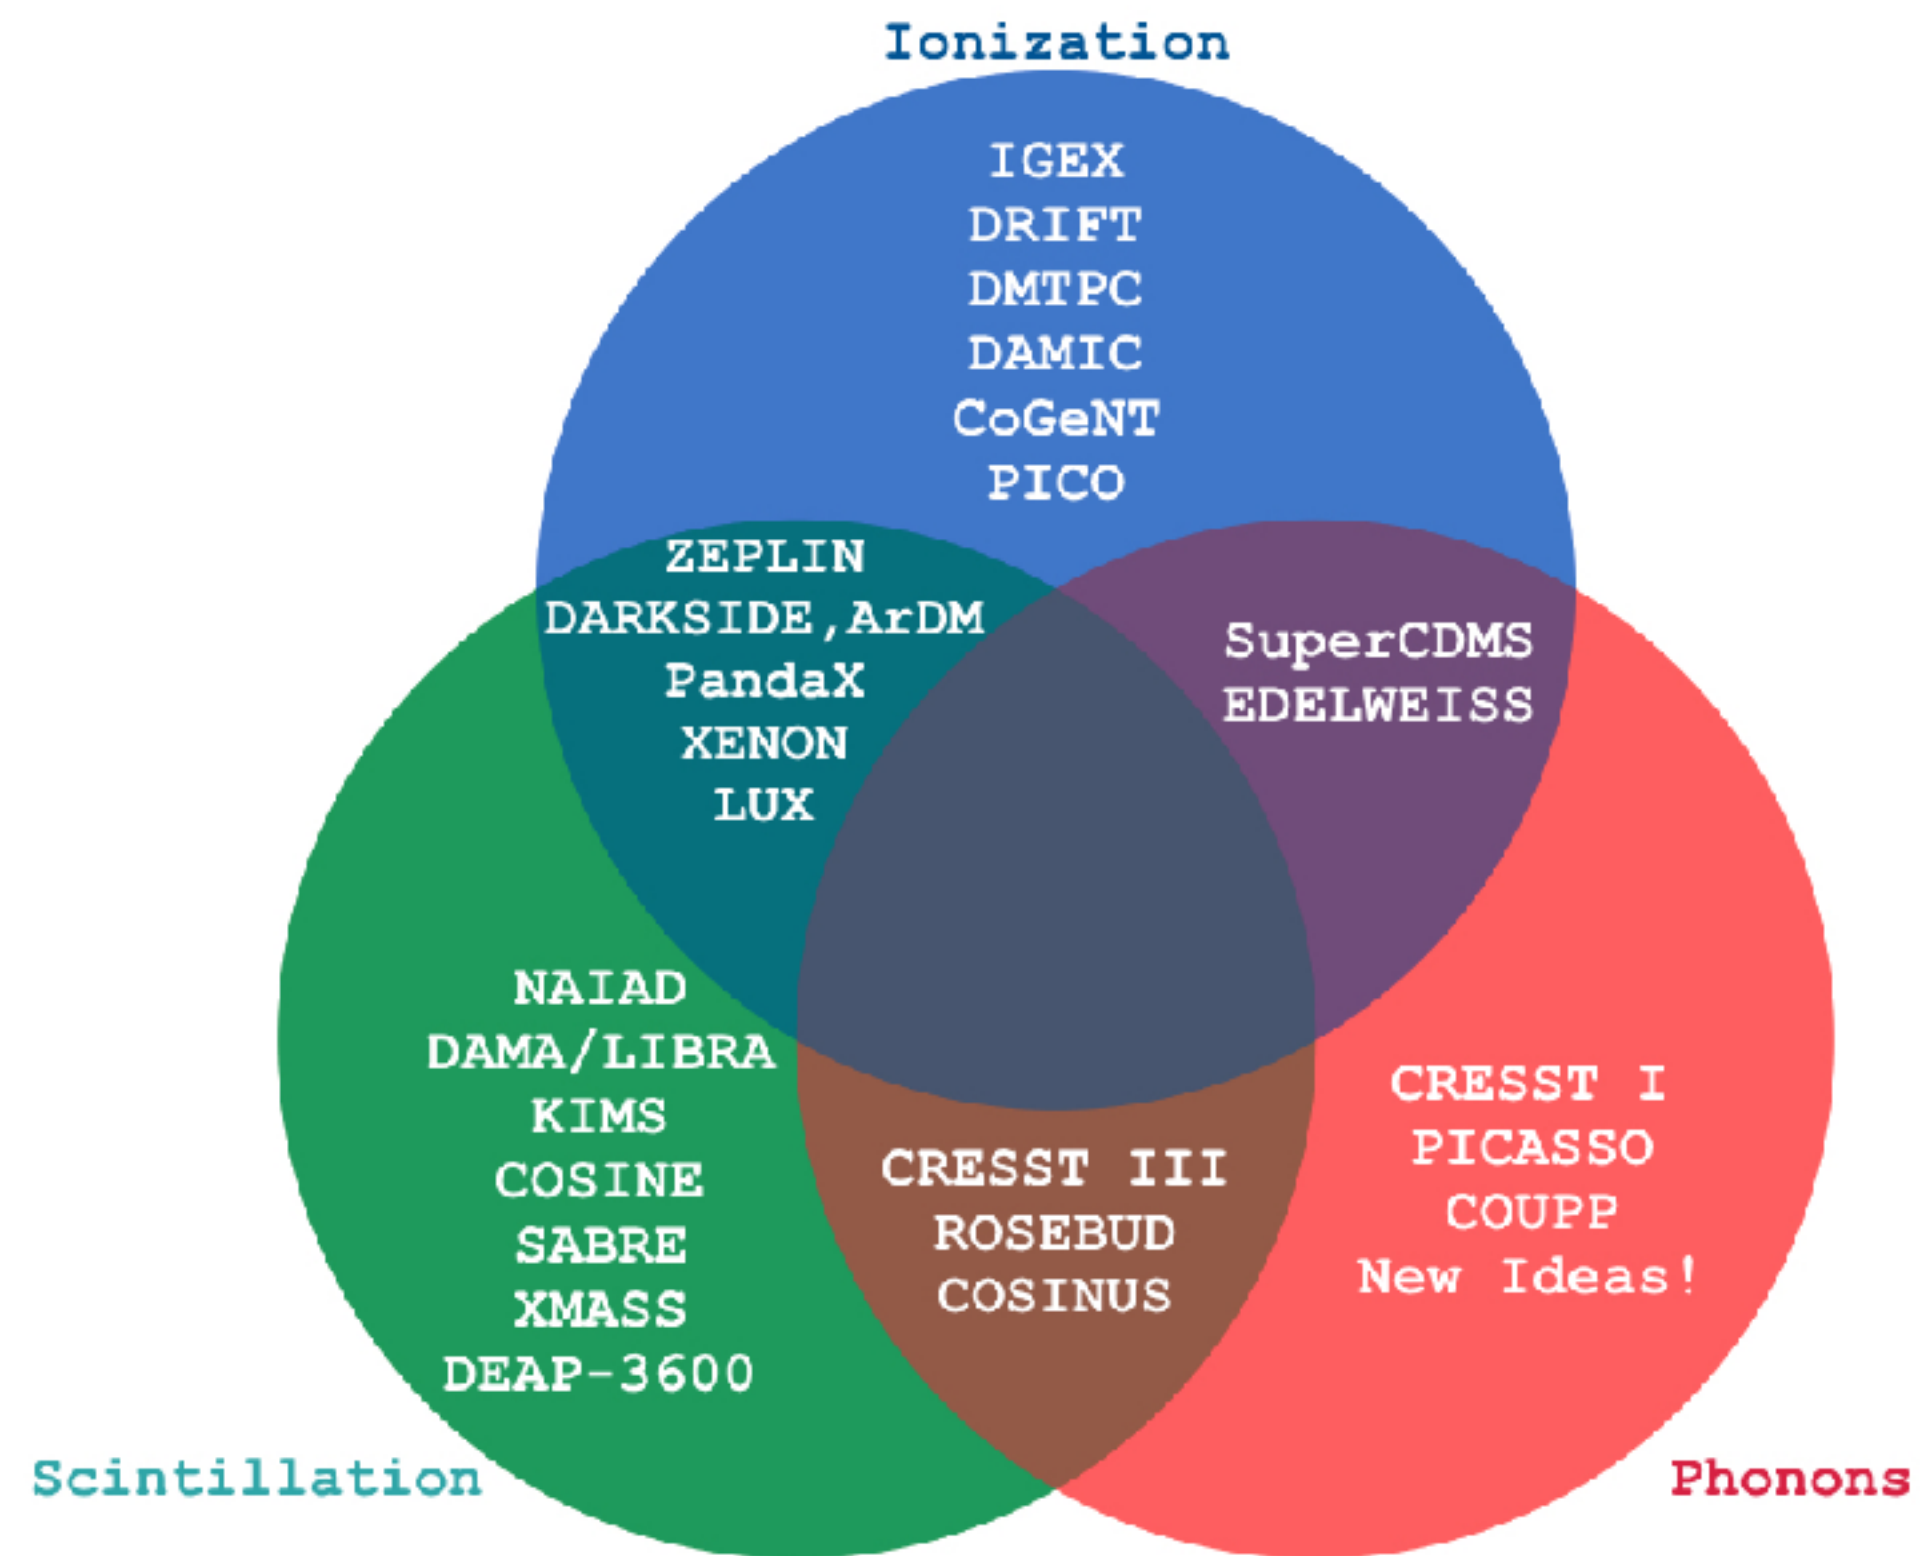 Ionization
IGEX
DRIFT
DMTPC
DAMIC
CoGeNT
PICO
ZEPLIN
DARKSIDE,ArDM
PandaX
XENON
LUX
SuperCDMS
EDELWEISS
NAIAD
DAMA/LIBRA
KIMS
COSINE
SABRE
XMASS
DEAP-3600
CRESST III
ROSEBUD
COSINUS
CRESST I
PICASSO
COUPP
New Ideas!
Scintillation
Phonons